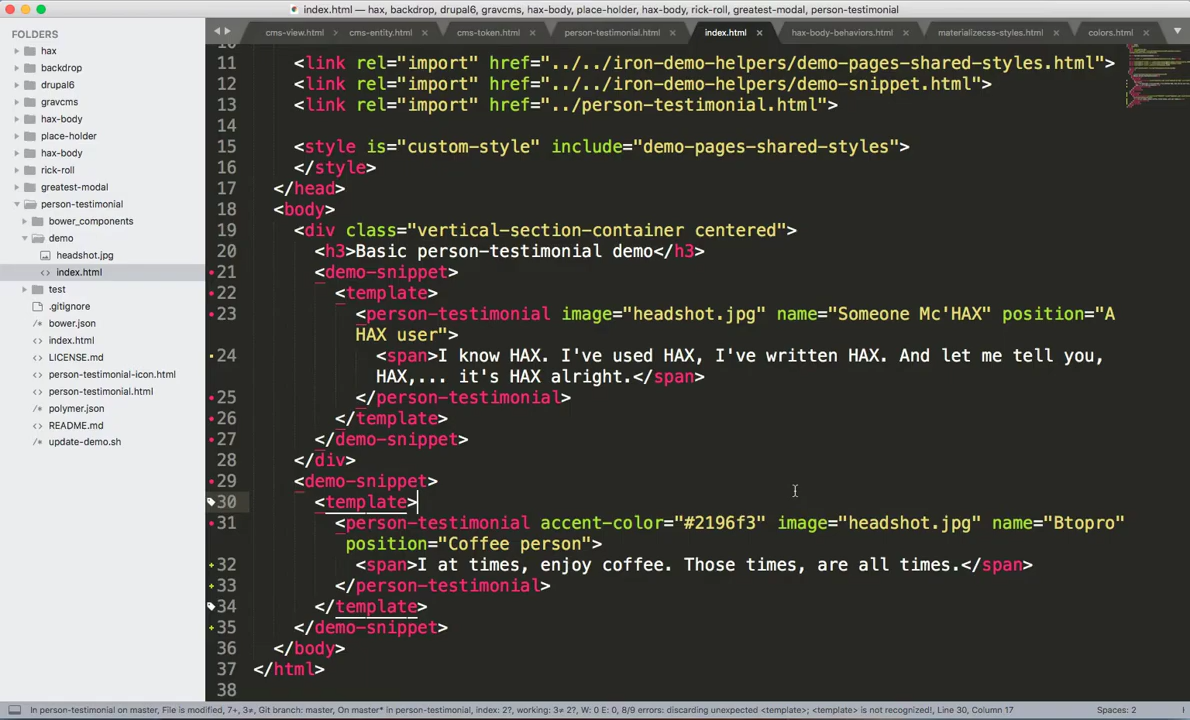 index.html — hax, backdrop, drupal6, gravcms, hax-body, place-holder, hax-body, rick-roll, greatest-modal, person-testimonial
FOLDERS
hax
backdrop
drupal6
gravcms
hax-body
place-holder
hax-body
rick-roll
greatest-modal
person-testimonial
bower_components
demo
headshot.jpg
index.html
test
.gitignore
bower.json
index.html
LICENSE.md
person-testimonial-icon.html
person-testimonial.html
polymer.json
README.md
update-demo.sh
cms-view.html cms-entity.html cms-token.html person-testimonial.html index.html hax-body-behaviors.html materializecss-styles.html colors.html
11 <link rel="import" href="../../iron-demo-helpers/demo-pages-shared-styles.html">
12 <link rel="import" href="../../iron-demo-helpers/demo-snippet.html">
13 <link rel="import" href="../person-testimonial.html">
14
15 <style is="custom-style" include="demo-pages-shared-styles">
16 </style>
17 </head>
18 <body>
19 <div class="vertical-section-container centered">
20 <h3>Basic person-testimonial demo</h3>
21 <demo-snippet>
22 <template>
23 <person-testimonial image="headshot.jpg" name="Someone Mc'HAX" position="A
HAX user">
24 <span>I know HAX. I've used HAX, I've written HAX. And let me tell you,
HAX,... it's HAX alright.</span>
25 </person-testimonial>
26 </template>
27 </demo-snippet>
28 </div>
29 <demo-snippet>
30 <template>
31 <person-testimonial accent-color="#2196f3" image="headshot.jpg" name="Btopro"
position="Coffee person">
32 <span>I at times, enjoy coffee. Those times, are all times.</span>
33 </person-testimonial>
34 </template>
35 </demo-snippet>
36 </body>
37 </html>
38
In person-testimonial on master, File is modified, 7+, 3≠, Git branch: master, On master* in person-testimonial, index: 2?, working: 3≠ 2?, W: 0 E: 0, 8/9 errors: discarding unexpected <template>; <template> is not recognized!, Line 30, Column 17
Spaces: 2